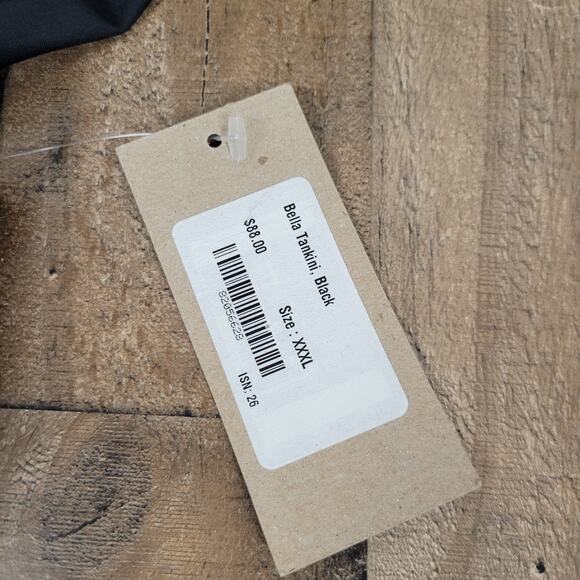 Bella Tankini, Black
Size : XXXL
$88.00
82056628
ISN: 26